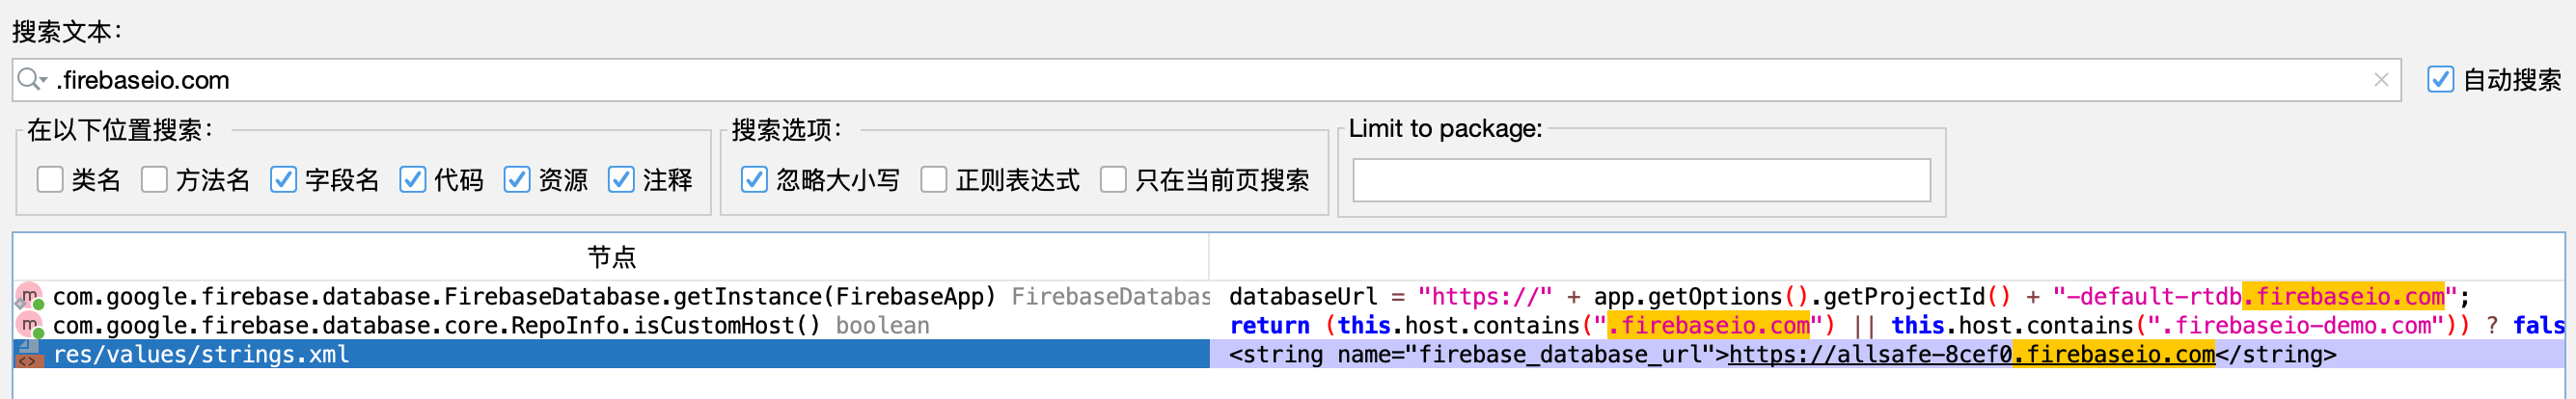 搜索文本：
.firebaseio.com
自动搜索
在以下位置搜索： 搜索选项： Limit to package:
类名 方法名 字段名 代码 资源 注释 忽略大小写 正则表达式 只在当前页搜索
节点
com.google.firebase.database.FirebaseDatabase.getInstance(FirebaseApp) FirebaseDatabas databaseUrl = "https://" + app.getOptions().getProjectId() + "-default-rtdb.firebaseio.com";
com.google.firebase.database.core.RepoInfo.isCustomHost() boolean return (this.host.contains(".firebaseio.com") || this.host.contains(".firebaseio-demo.com")) ? fals
res/values/strings.xml <string name="firebase_database_url">https://allsafe-8cef0.firebaseio.com</string>